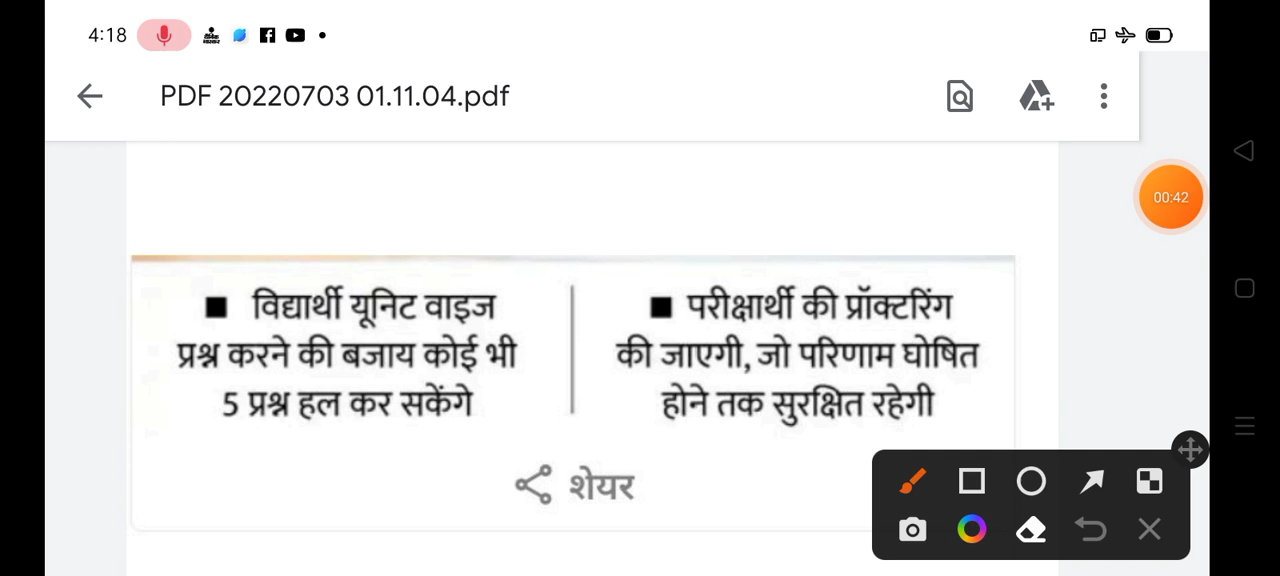 4:18
PDF 20220703 01.11.04.pdf
00:42
■ विद्यार्थी यूनिट वाइज
प्रश्न करने की बजाय कोई भी
5 प्रश्न हल कर सकेंगे
■ परीक्षार्थी की प्रॉक्टरिंग
की जाएगी, जो परिणाम घोषित
होने तक सुरक्षित रहेगी
शेयर